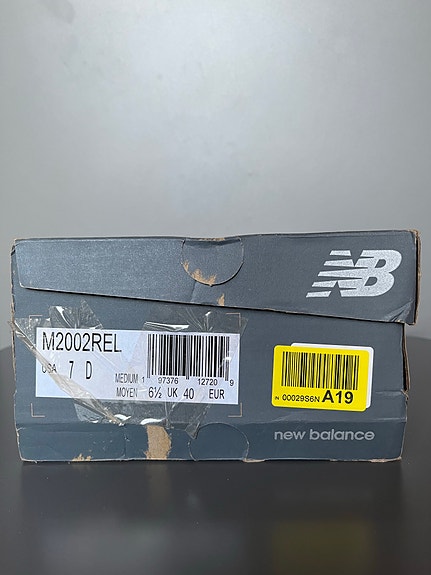 NB
M2002REL
USA 7 D
MEDIUM 1 97376 12720 9
MOYEN 6½ UK 40 EUR
N 00029S6N A19
new balance